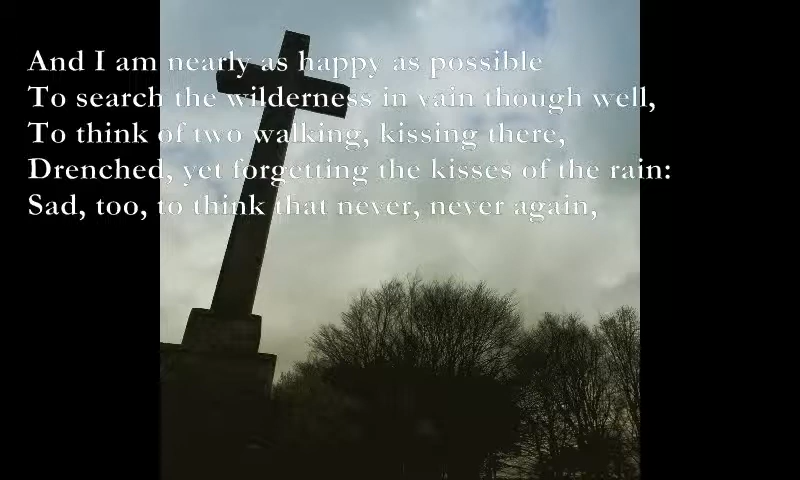 And I am nearly as happy as possible
To search the wilderness in vain though well,
To think of two walking, kissing there,
Drenched, yet forgetting the kisses of the rain:
Sad, too, to think that never, never again,